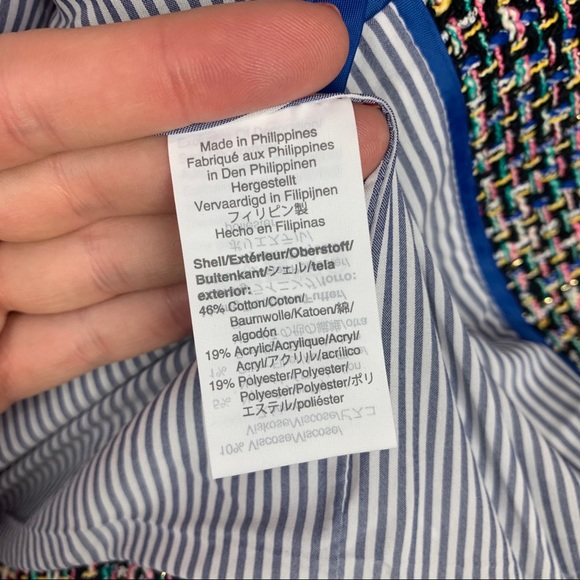 Made in Philippines
Fabriqué aux Philippines
in Den Philippinen
Hergestellt
Vervaardigd in Filipijnen
フィリピン製
Hecho en Filipinas
Shell/Extérieur/Oberstoff/
Buitenkant/シェル/tela
exterior:
46% Cotton/Coton/
Baumwolle/Katoen/綿/
algodón
19% Acrylic/Acrylique/Acryl/
Acryl/アクリル/acrílico
19% Polyester/Polyester/
Polyester/Polyester/ポリ
エステル/poliéster